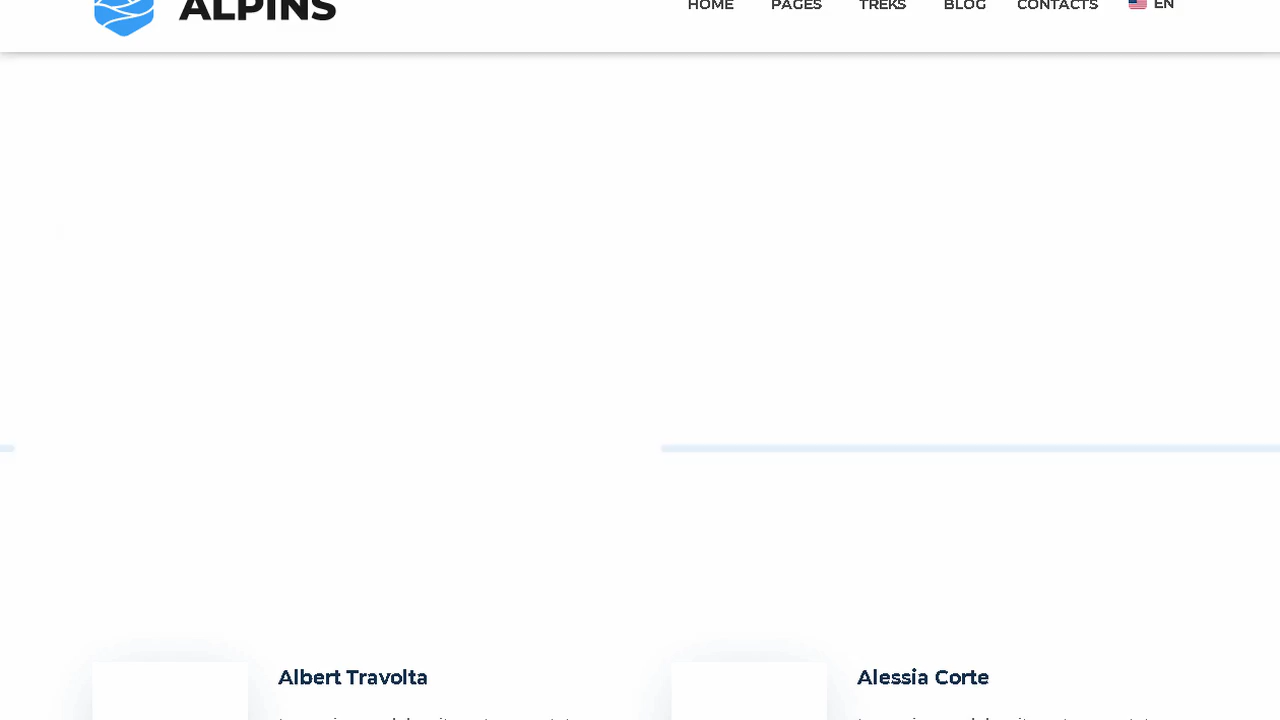 ALPINS
HOME PAGES TREKS BLOG CONTACTS EN
Albert Travolta
Alessia Corte